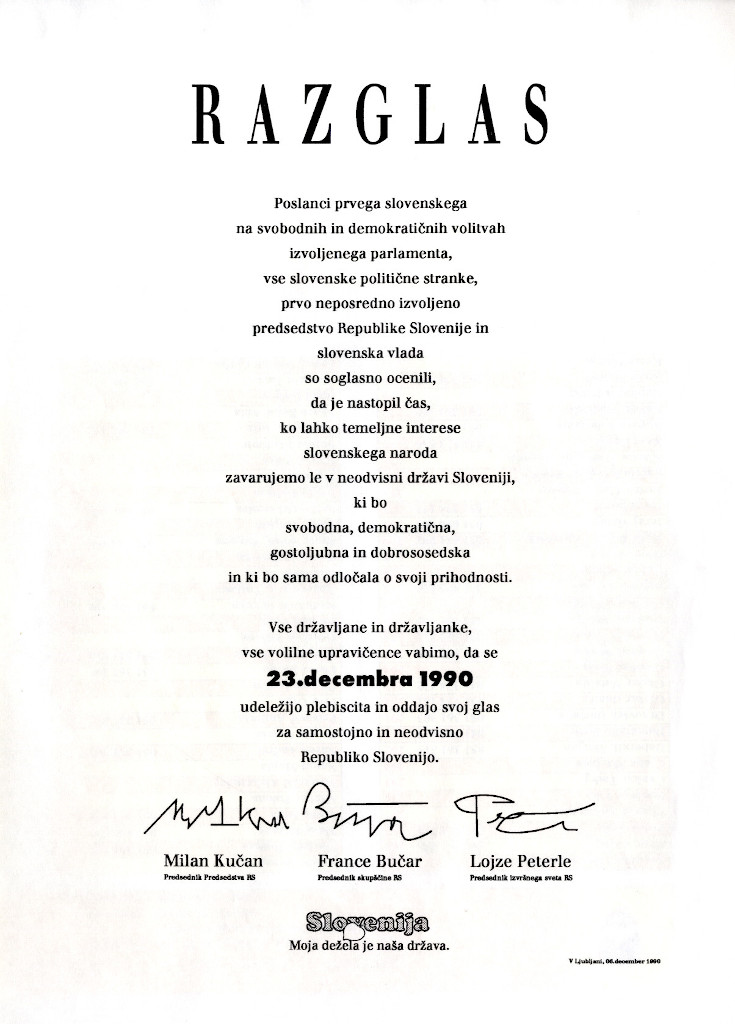 RAZGLAS
Poslanci prvega slovenskega
na svobodnih in demokratičnih volitvah
izvoljenega parlamenta,
vse slovenske politične stranke,
prvo neposredno izvoljeno
predsedstvo Republike Slovenije in
slovenska vlada
so soglasno ocenili,
da je nastopil čas,
ko lahko temeljne interese
slovenskega naroda
zavarujemo le v neodvisni državi Sloveniji,
ki bo
svobodna, demokratična,
gostoljubna in dobrososedska
in ki bo sama odločala o svoji prihodnosti.
Vse državljane in državljanke,
vse volilne upravičence vabimo, da se
23.decembra 1990
udeležijo plebiscita in oddajo svoj glas
za samostojno in neodvisno
Republiko Slovenijo.
Milan Kučan France Bučar Lojze Peterle
Predsednik Predsedstva RS Predsednik skupščine RS Predsednik izvršnega sveta RS
Slovenija
Moja dežela je naša država.
V Ljubljani, 06.december 1990